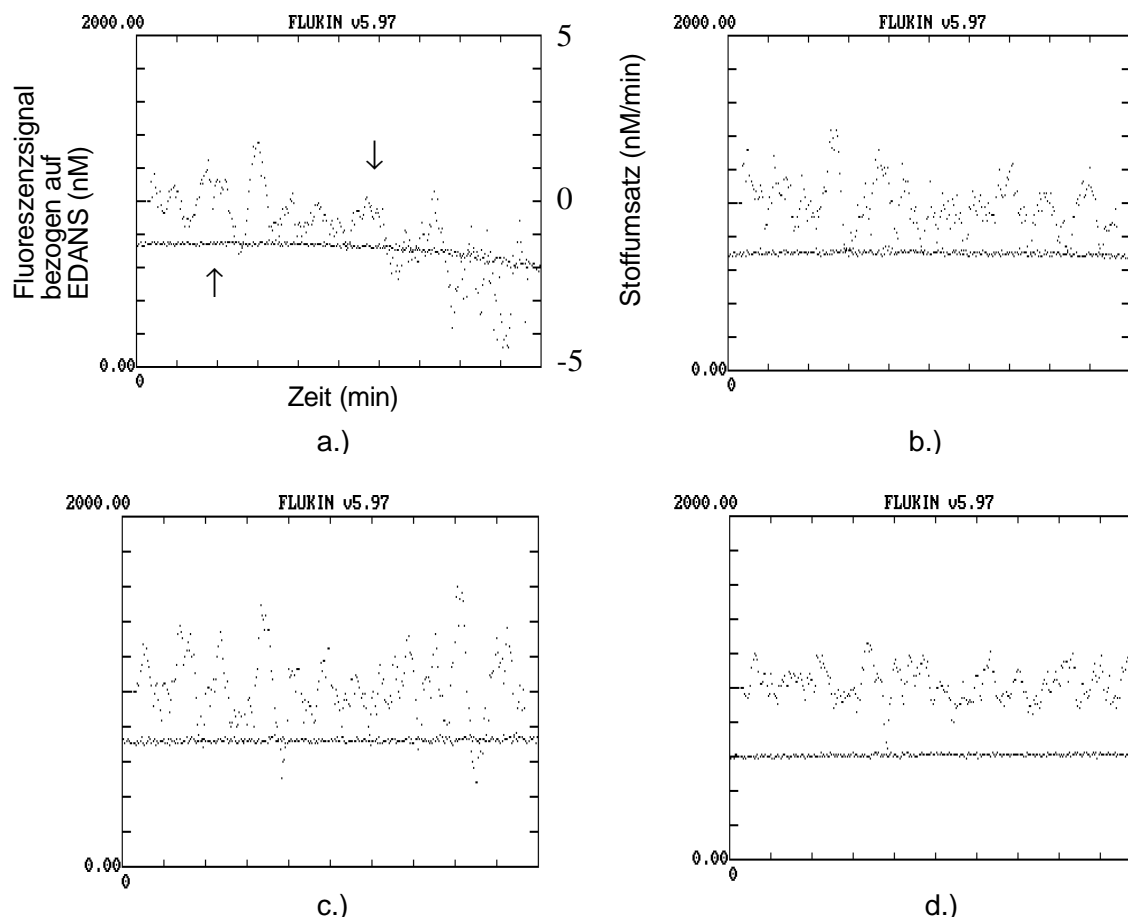 2000.00
FLUKIN v5.97
5
Fluoreszenzsignal
bezogen auf
EDANS (nM)
↑
↓
0
Stoffumsatz (nM/min)
0.00
-5
0
Zeit (min)
a.)
2000.00
FLUKIN v5.97
0.00
0
b.)
2000.00
FLUKIN v5.97
0.00
0
c.)
2000.00
FLUKIN v5.97
0.00
0
d.)